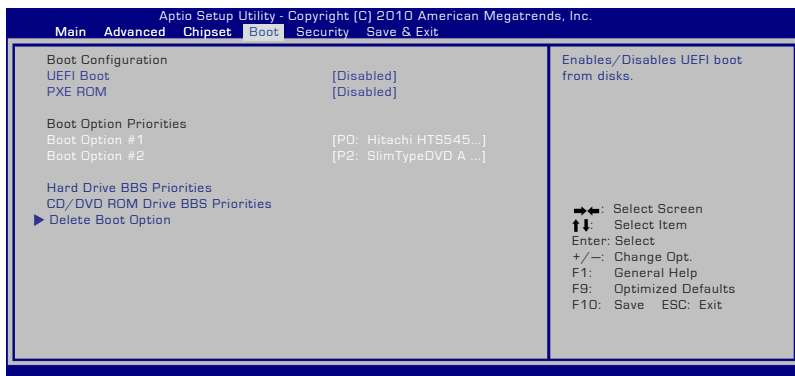 Aptio Setup Utility - Copyright (C) 2010 American Megatrends, Inc.
Main Advanced Chipset Boot Security Save & Exit
Boot Configuration
UEFI Boot [Disabled]
PXE ROM [Disabled]
Boot Option Priorities
Boot Option #1 [P0: Hitachi HTS545...]
Boot Option #2 [P2: SlimTypeDVD A ...]
Hard Drive BBS Priorities
CD/DVD ROM Drive BBS Priorities
Delete Boot Option
Enables/Disables UEFI boot
from disks.
→←: Select Screen
↑↓: Select Item
Enter: Select
+/—: Change Opt.
F1: General Help
F9: Optimized Defaults
F10: Save ESC: Exit